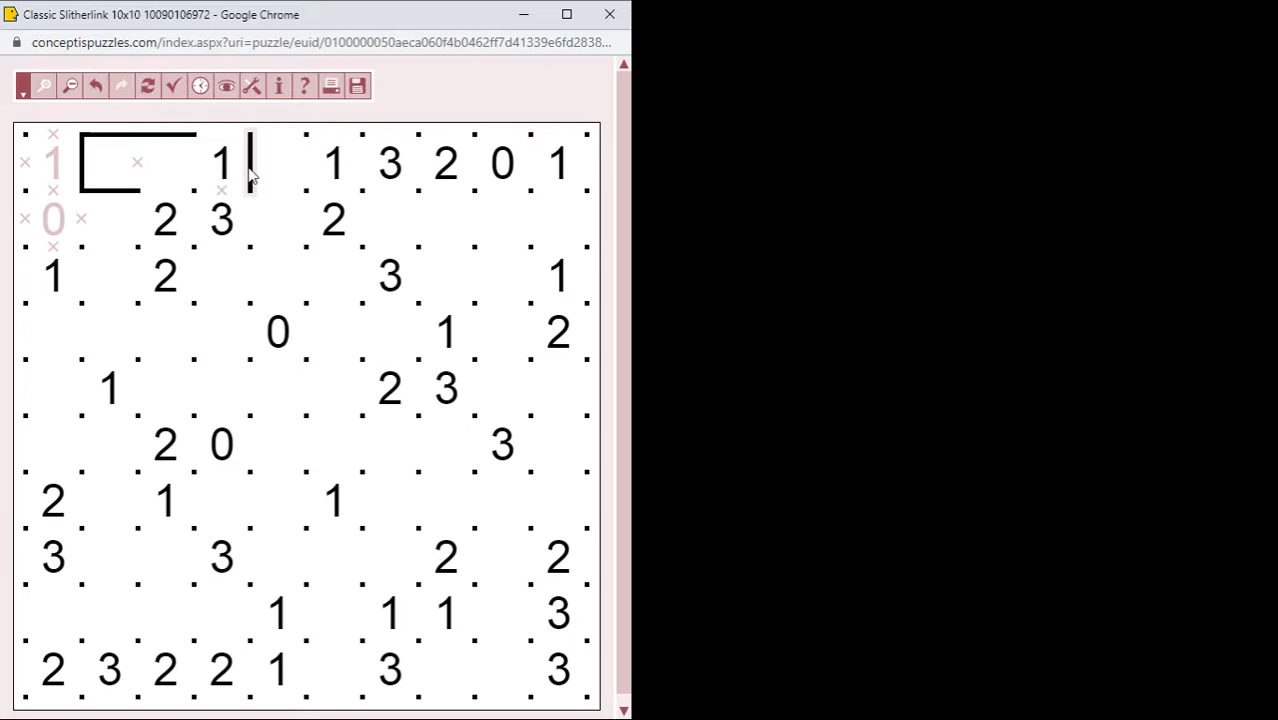 Classic Slitherlink 10x10 10090106972 - Google Chrome
conceptispuzzles.com/index.aspx?uri=puzzle/euid/0100000050aeca060f4b0462ff7d41339e6fd2838...
1 1 1 3 2 0 1
0 2 3 2
1 2 3 1
0 1 2
1 2 3
2 0 3
2 1 1
3 3 2 2
1 1 1 3
2 3 2 2 1 3 3